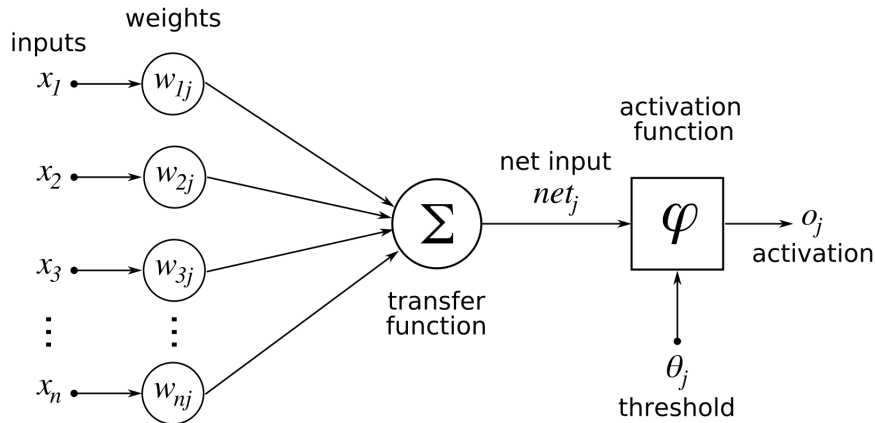 weights
inputs
x1
w1j
x2
w2j
x3
w3j
xn
wnj
Σ
transfer
function
net input
netj
activation
function
φ
oj
activation
θj
threshold